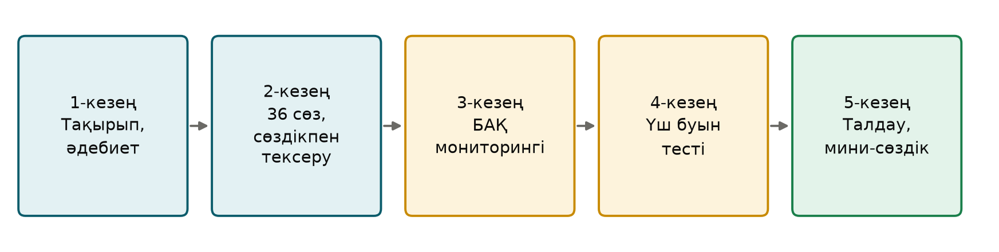 1-кезең
Тақырып,
әдебиет
2-кезең
36 сөз,
сөздікпен
тексеру
3-кезең
БАҚ
мониторингі
4-кезең
Үш буын
тесті
5-кезең
Талдау,
мини-сөздік